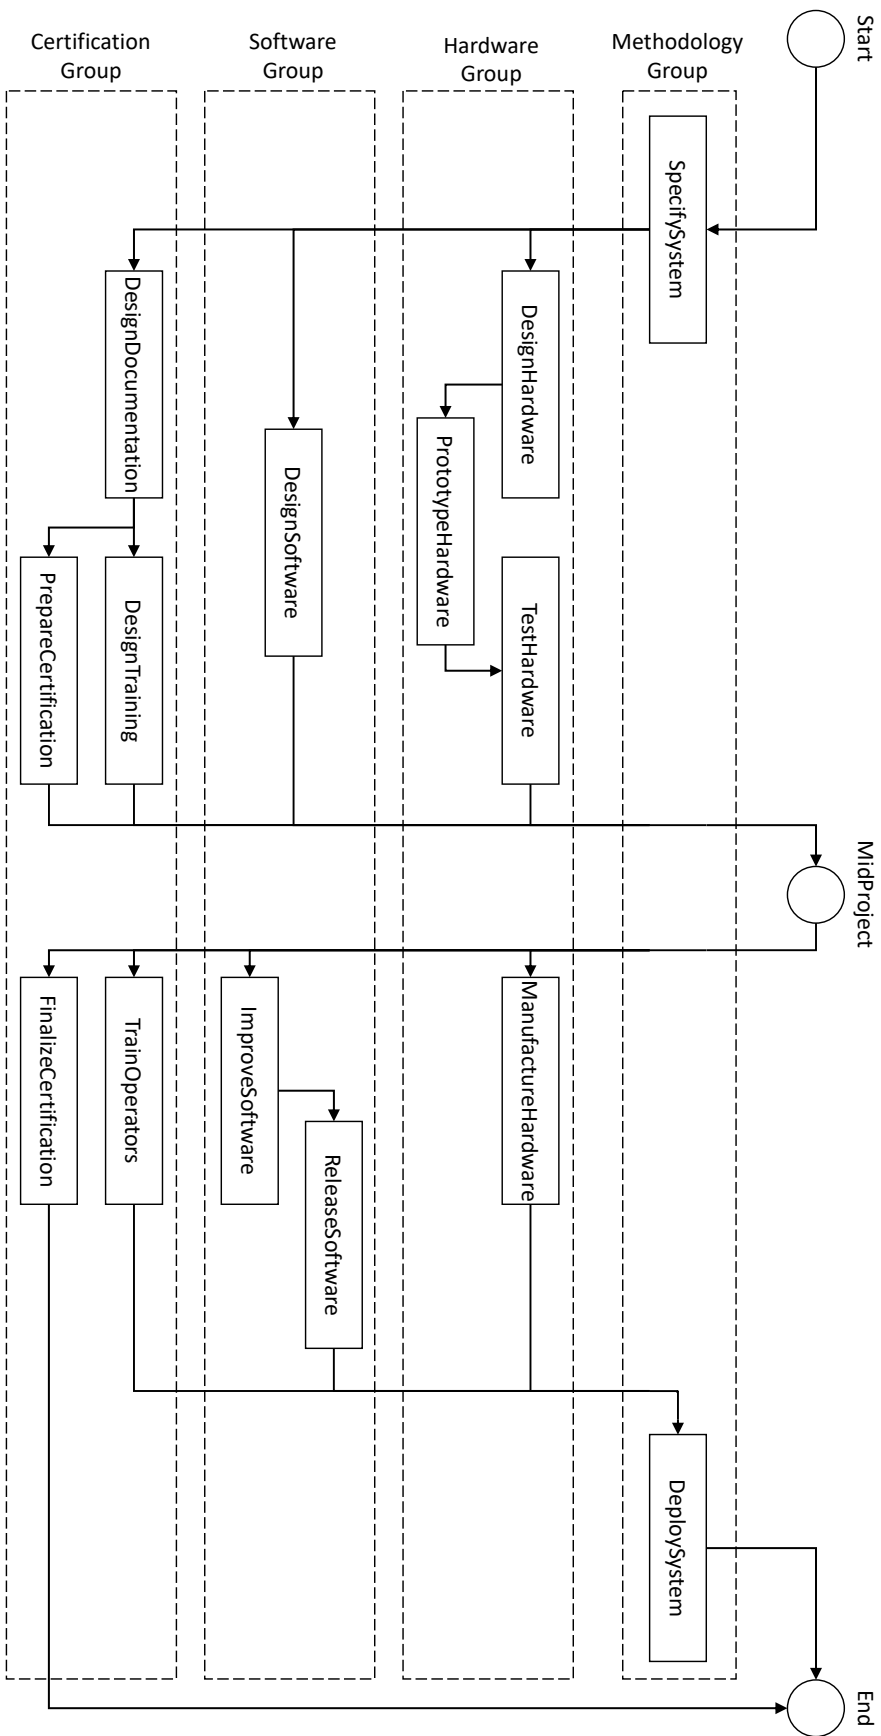 Certification
Group
Software
Group
Hardware
Group
Methodology
Group
Start
SpecifySystem
DesignDocumentation
DesignHardware
DesignSoftware
PrototypeHardware
PrepareCertification
DesignTraining
TestHardware
MidProject
FinalizeCertification
TrainOperators
ImproveSoftware
ManufactureHardware
ReleaseSoftware
DeploySystem
End